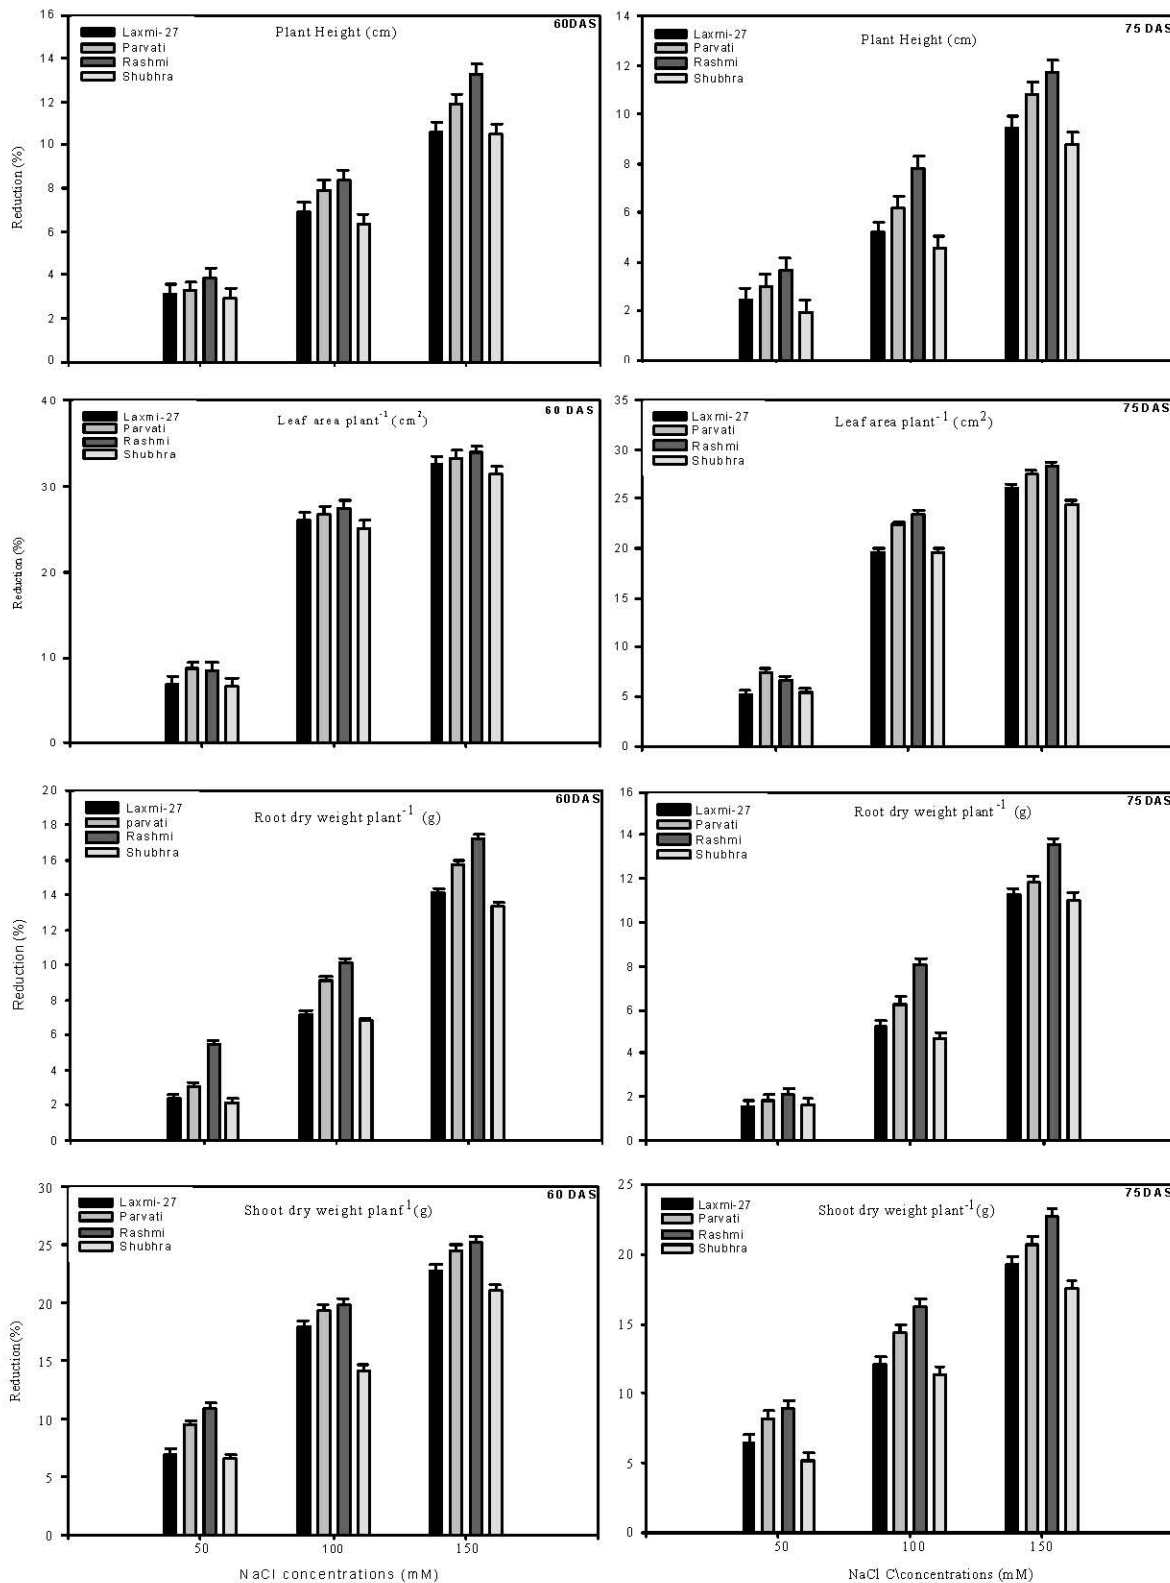 60DAS
Plant Height (cm)
Laxmi-27
Parvati
Rashmi
Shubhra
Reduction (%)
16
14
12
10
8
6
4
2
0
75 DAS
Plant Height (cm)
Laxmi-27
Parvati
Rashmi
Shubhra
14
12
10
8
6
4
2
0
60 DAS
Leaf area plant⁻¹ (cm²)
Laxmi-27
Parvati
Rashmi
Shubhra
Reduction (%)
40
30
20
10
0
75DAS
Leaf area plant⁻¹ (cm²)
Laxmi-27
Parvati
Rashmi
Shubhra
35
30
25
20
15
10
5
0
60DAS
Root dry weight plant⁻¹ (g)
Laxmi-27
parvati
Rashmi
Shubhra
Reduction (%)
20
18
16
14
12
10
8
6
4
2
0
75DAS
Root dry weight plant⁻¹ (g)
Laxmi-27
Parvati
Rashmi
Shubhra
16
14
12
10
8
6
4
2
0
60 DAS
Shoot dry weight planf¹(g)
Laxmi-27
Parvati
Rashmi
Shubhra
Reduction(%)
30
25
20
15
10
5
0
50
100
150
NaCl concentrations (mM)
75DAS
Shoot dry weight plant⁻¹(g)
Laxmi-27
Parvati
Rashmi
Shubhra
25
20
15
10
5
0
50
100
150
NaCl C\concentrations (mM)